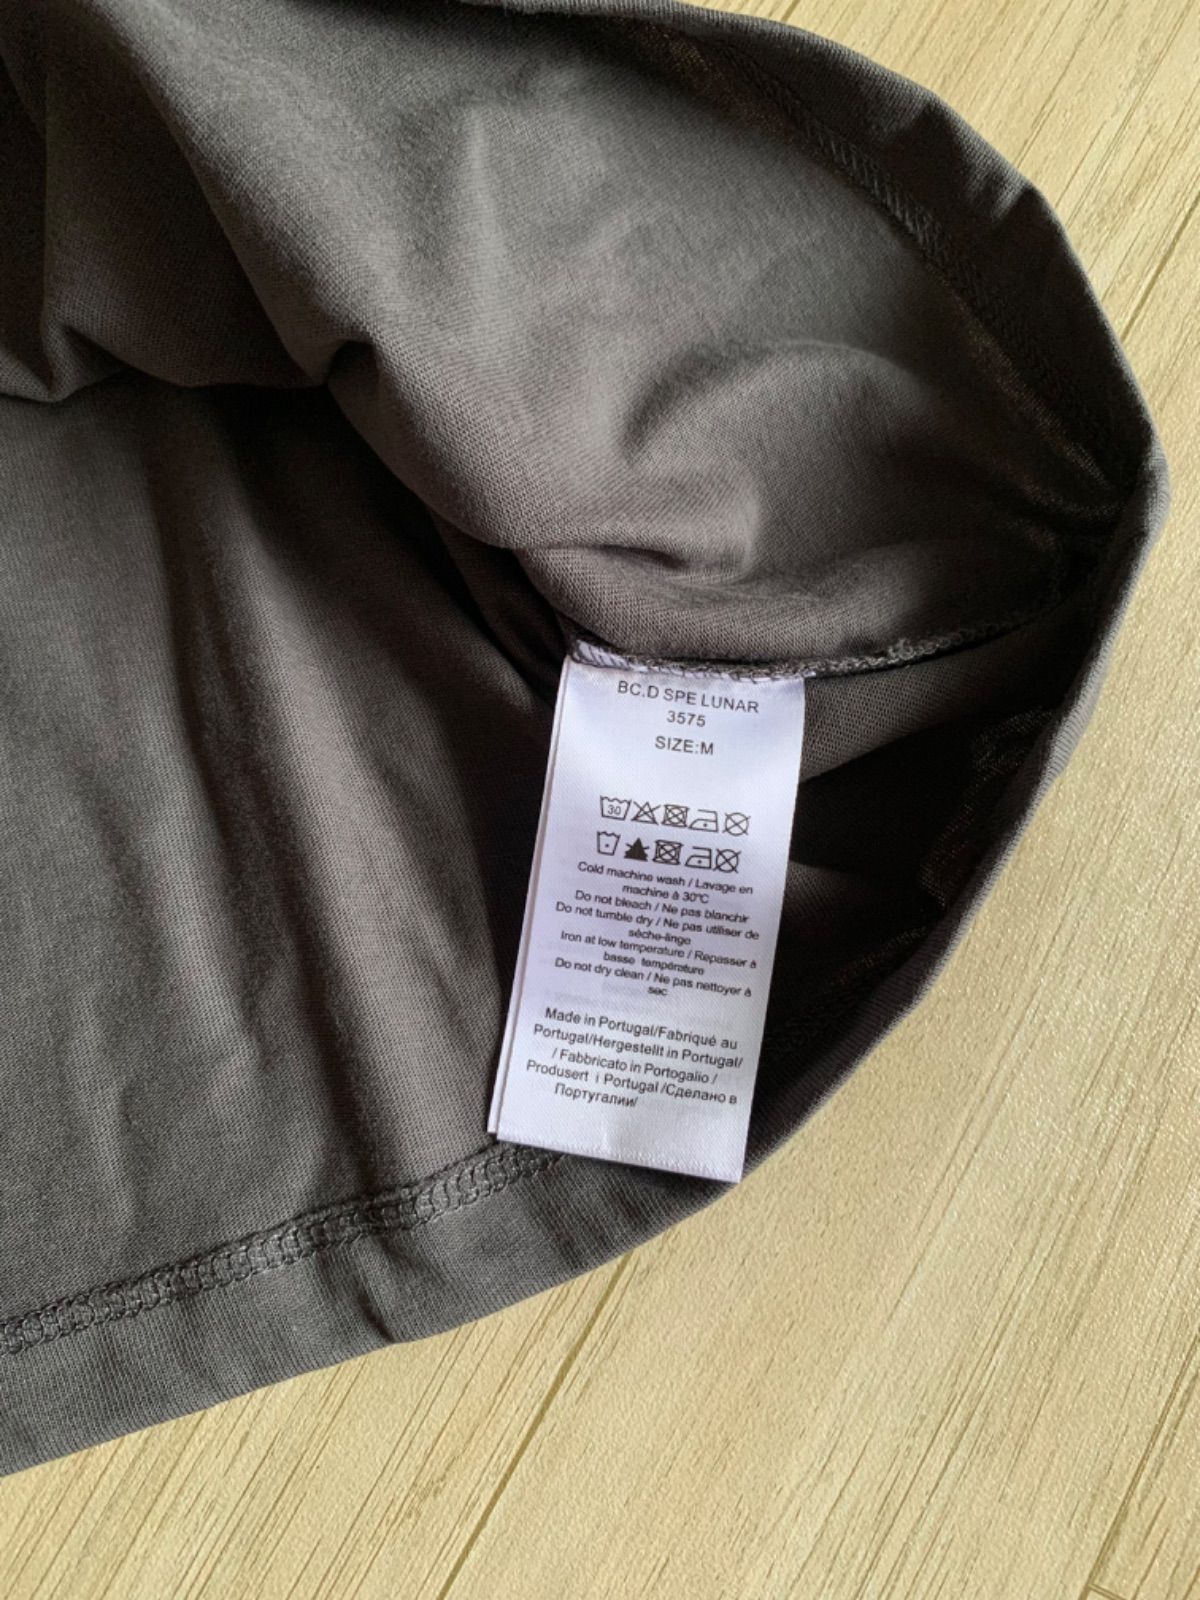 BC.D SPE LUNAR
3575
SIZE:M
30
Cold machine wash / Lavage en
machine à 30°C
Do not bleach / Ne pas blanchir
Do not tumble dry / Ne pas utiliser de
sèche-linge
Iron at low temperature / Repasser à
basse température
Do not dry clean / Ne pas nettoyer à
sec
Made in Portugal/Fabriqué au
Portugal/Hergestellt in Portugal/
/ Fabbricato in Portogallo /
Produsert i Portugal /Сделано в
Португалии/